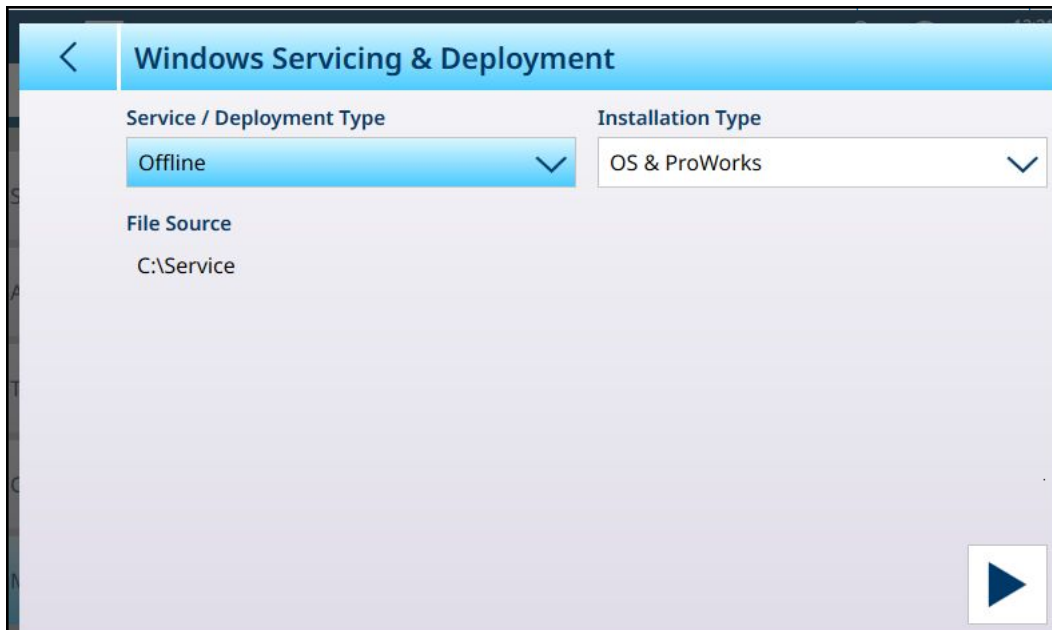 Windows Servicing & Deployment
Service / Deployment Type
Installation Type
Offline
OS & ProWorks
File Source
C:\Service